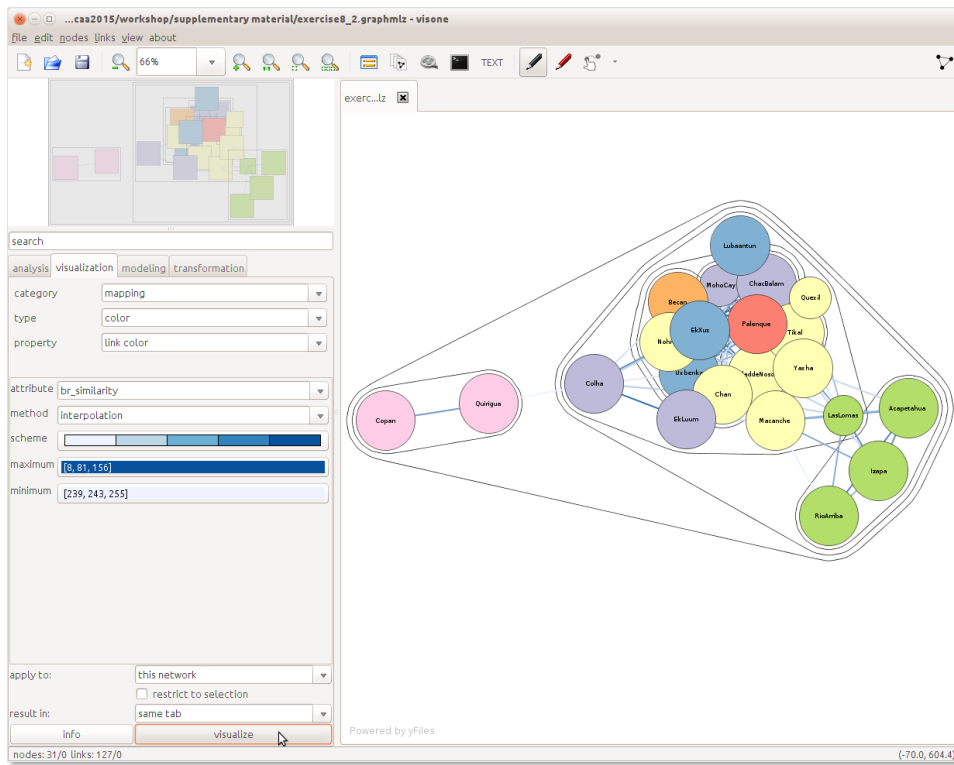 ...caa2015/workshop/supplementary material/exercise8_2.graphmlz - visone
file edit nodes links view about
66%
TEXT
exerc...lz
search
analysis visualization modeling transformation
category mapping
type color
property link color
attribute br_similarity
method interpolation
scheme
maximum [8, 81, 156]
minimum [239, 243, 255]
apply to: this network
restrict to selection
result in: same tab
info visualize
nodes: 31/0 links: 127/0
Lubaantun
MohoCay
ChacBalam
Becan
Quexil
EkXux
Palenque
Tikal
Nohr
Uxbenka
addeNoso
Yaxha
Colha
Chan
Quirigua
Acapetahua
LasLomas
Copan
EkLuum
Macanche
Izapa
RioArriba
Powered by yFiles
(-70.0, 604.4)